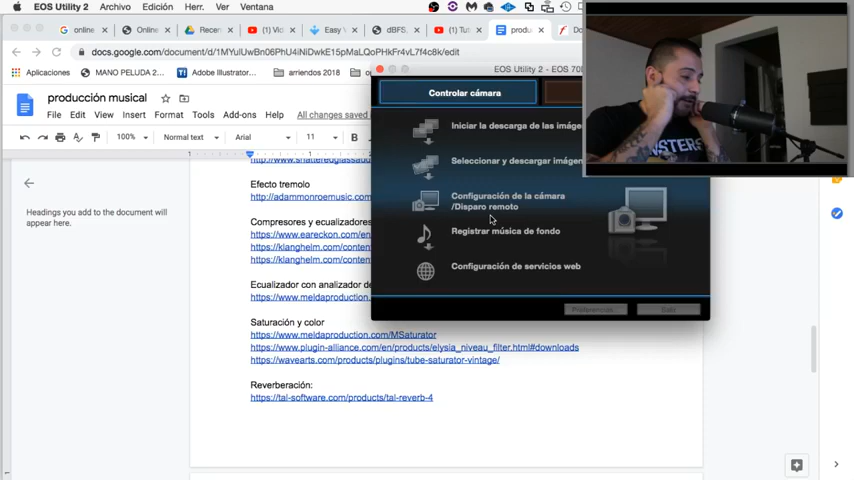 EOS Utility 2 Archivo Edición Herr. Ver Ventana
online Online Recen (1) Vi Easy dBFS, (1) Tu produ Do
docs.google.com/document/d/1MYulUwBn06PhU4iNiDwkE15pMaLQoPHkFr4v7f4c8k/edit
Aplicaciones MANO PELUDA 2... Adobe Illustrator... arriendos 2018
EOS Utility 2 - EOS 70
producción musical
File Edit View Insert Format Tools Add-ons Help All changes saved
100% Normal text Arial 11 B
Headings you add to the document will
appear here.
Efecto tremolo
http://adammonroemusic.com
Compresores y ecualizadores
https://www.eareckon.com/en
https://klanghelm.com/conten
https://klanghelm.com/conten
Ecualizador con analizador de
https://www.meldaproduction.
Saturación y color
https://www.meldaproduction.com/MSaturator
https://www.plugin-alliance.com/en/products/elysia_niveau_filter.html#downloads
https://wavearts.com/products/plugins/tube-saturator-vintage/
Reverberación:
https://tal-software.com/products/tal-reverb-4
Controlar cámara
Iniciar la descarga de las imáge
Seleccionar y descargar imágen
Configuración de la cámara
/Disparo remoto
Registrar música de fondo
Configuración de servicios web
Preferencias... Salir